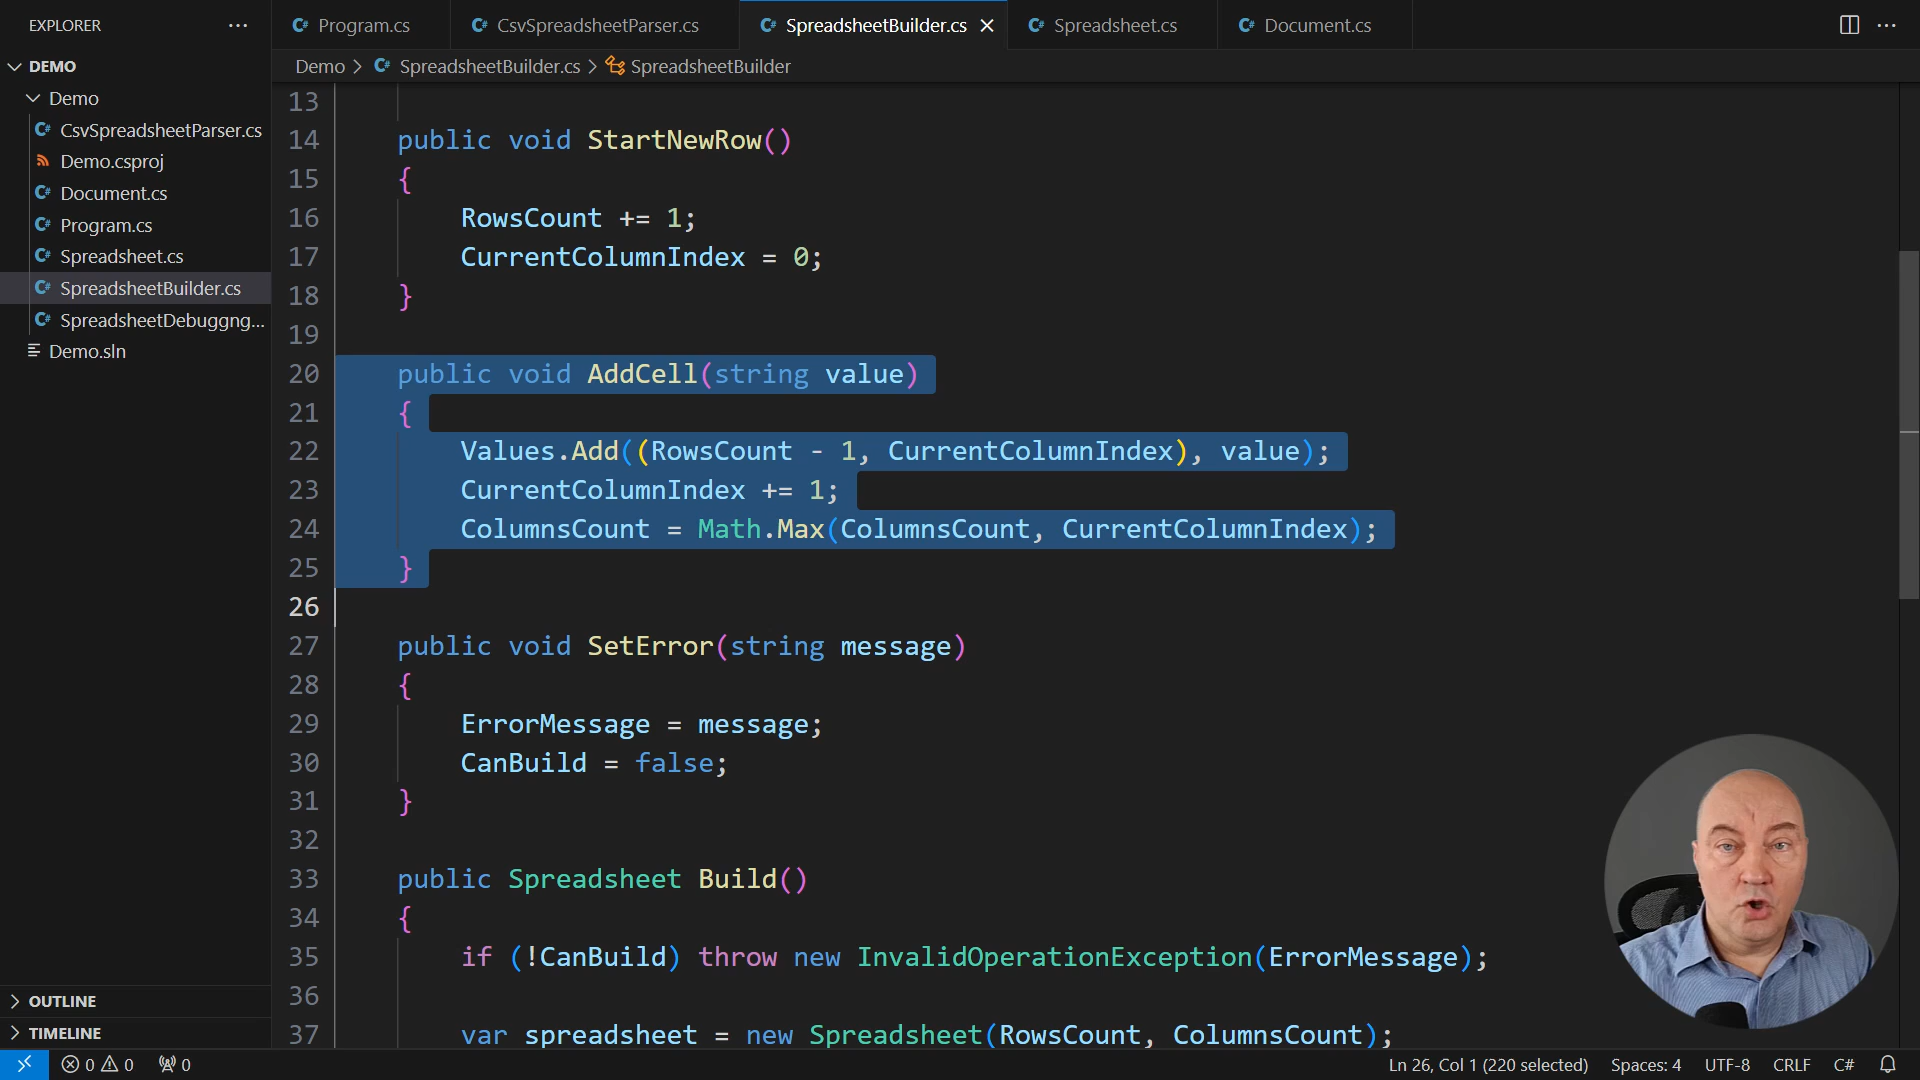 EXPLORER
DEMO
Demo
CsvSpreadsheetParser.cs
Demo.csproj
Document.cs
Program.cs
Spreadsheet.cs
SpreadsheetBuilder.cs
SpreadsheetDebuggng...
Demo.sln
OUTLINE
TIMELINE
Program.cs
CsvSpreadsheetParser.cs
SpreadsheetBuilder.cs
Spreadsheet.cs
Document.cs
Demo > SpreadsheetBuilder.cs > SpreadsheetBuilder
13
14 public void StartNewRow()
15 {
16 RowsCount += 1;
17 CurrentColumnIndex = 0;
18 }
19
20 public void AddCell(string value)
21 {
22 Values.Add((RowsCount - 1, CurrentColumnIndex), value);
23 CurrentColumnIndex += 1;
24 ColumnsCount = Math.Max(ColumnsCount, CurrentColumnIndex);
25 }
26
27 public void SetError(string message)
28 {
29 ErrorMessage = message;
30 CanBuild = false;
31 }
32
33 public Spreadsheet Build()
34 {
35 if (!CanBuild) throw new InvalidOperationException(ErrorMessage);
36
37 var spreadsheet = new Spreadsheet(RowsCount, ColumnsCount);
0 0 0
Ln 26, Col 1 (220 selected) Spaces: 4 UTF-8 CRLF C#